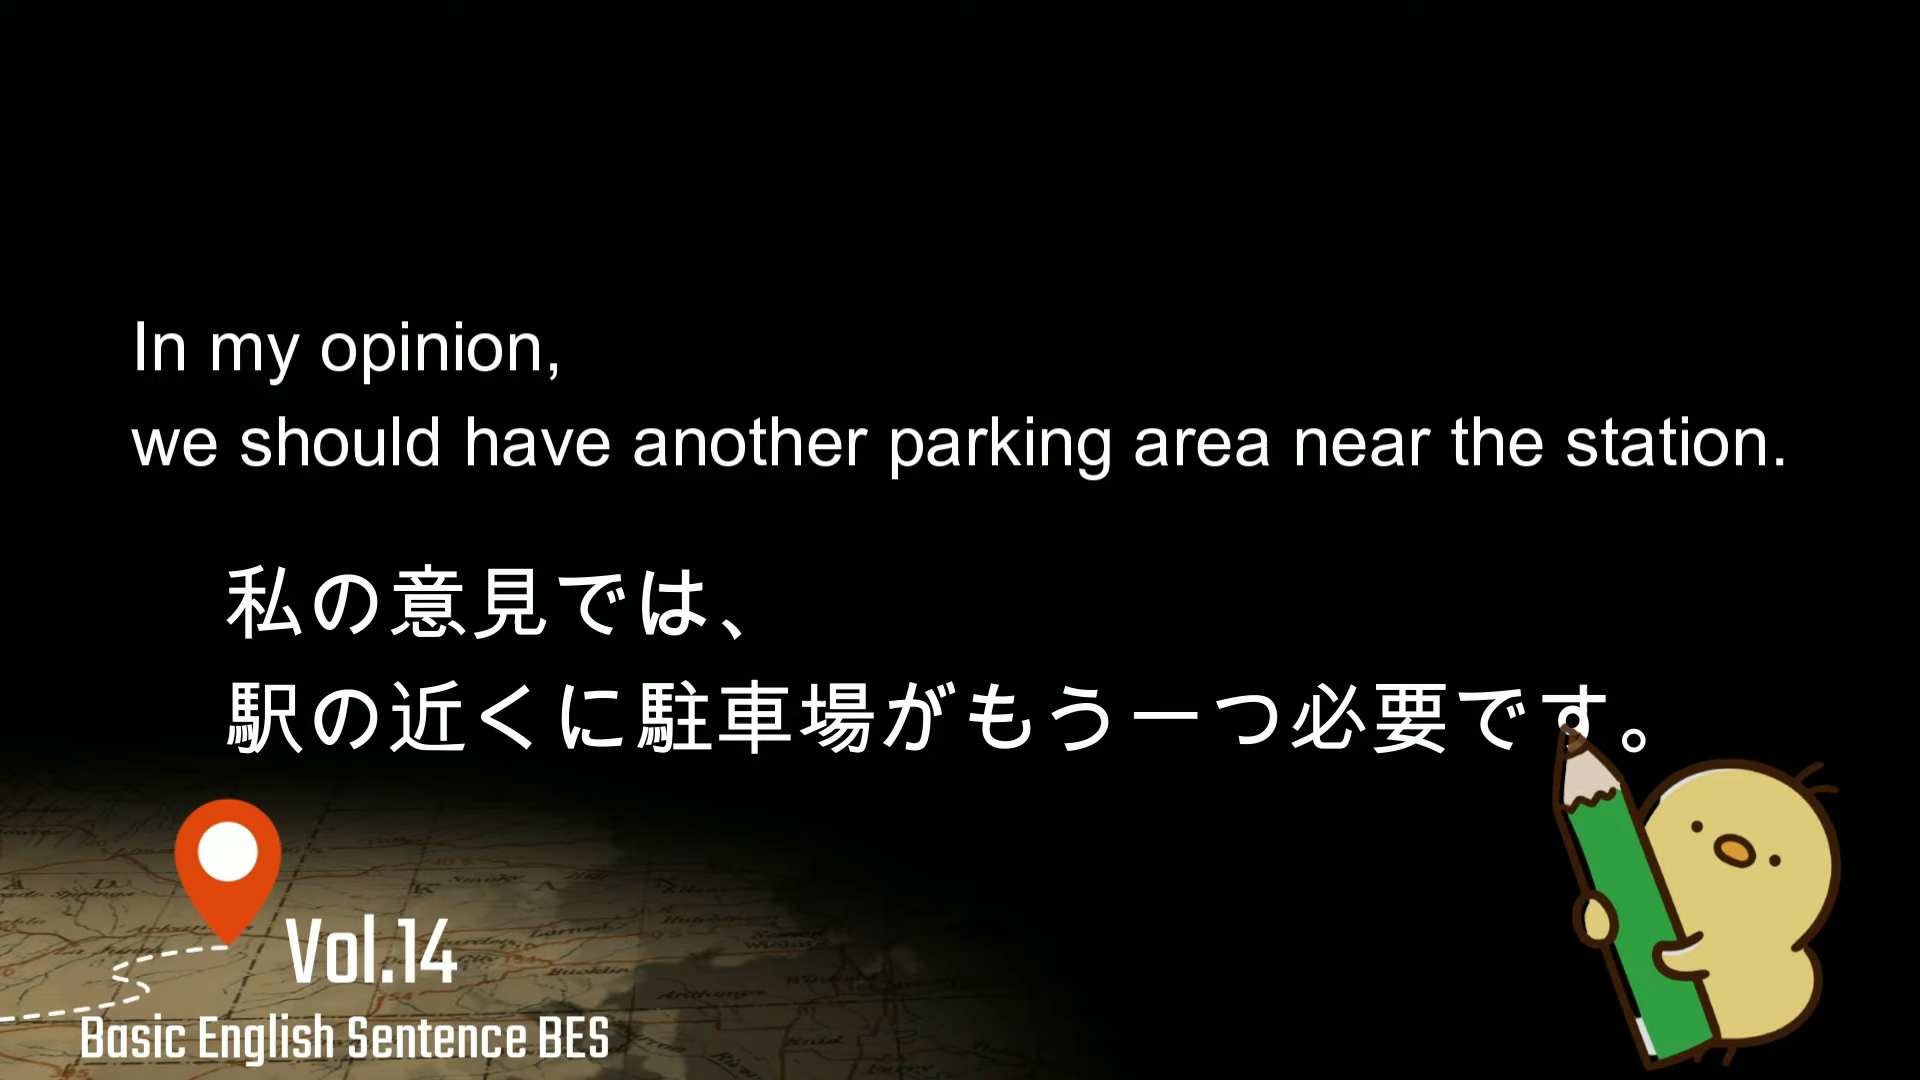 In my opinion,
we should have another parking area near the station.
私の意見では、
駅の近くに駐車場がもう一つ必要です。
Vol.14
Basic English Sentence BES